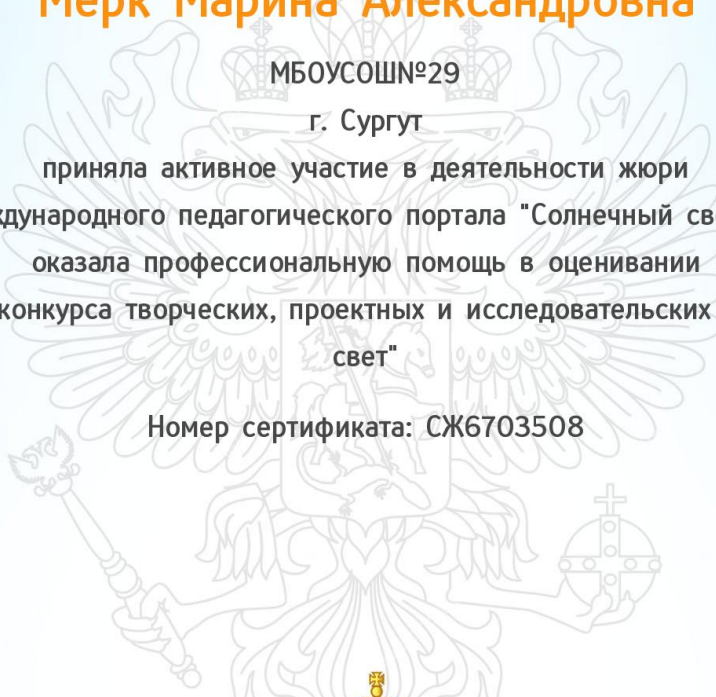 Мерк Марина Александровна
МБОУСОШ№29
г. Сургут
приняла активное участие в деятельности жюри
ждународного педагогического портала "Солнечный св
оказала профессиональную помощь в оценивании
конкурса творческих, проектных и исследовательских
свет"
Номер сертификата: СЖ6703508